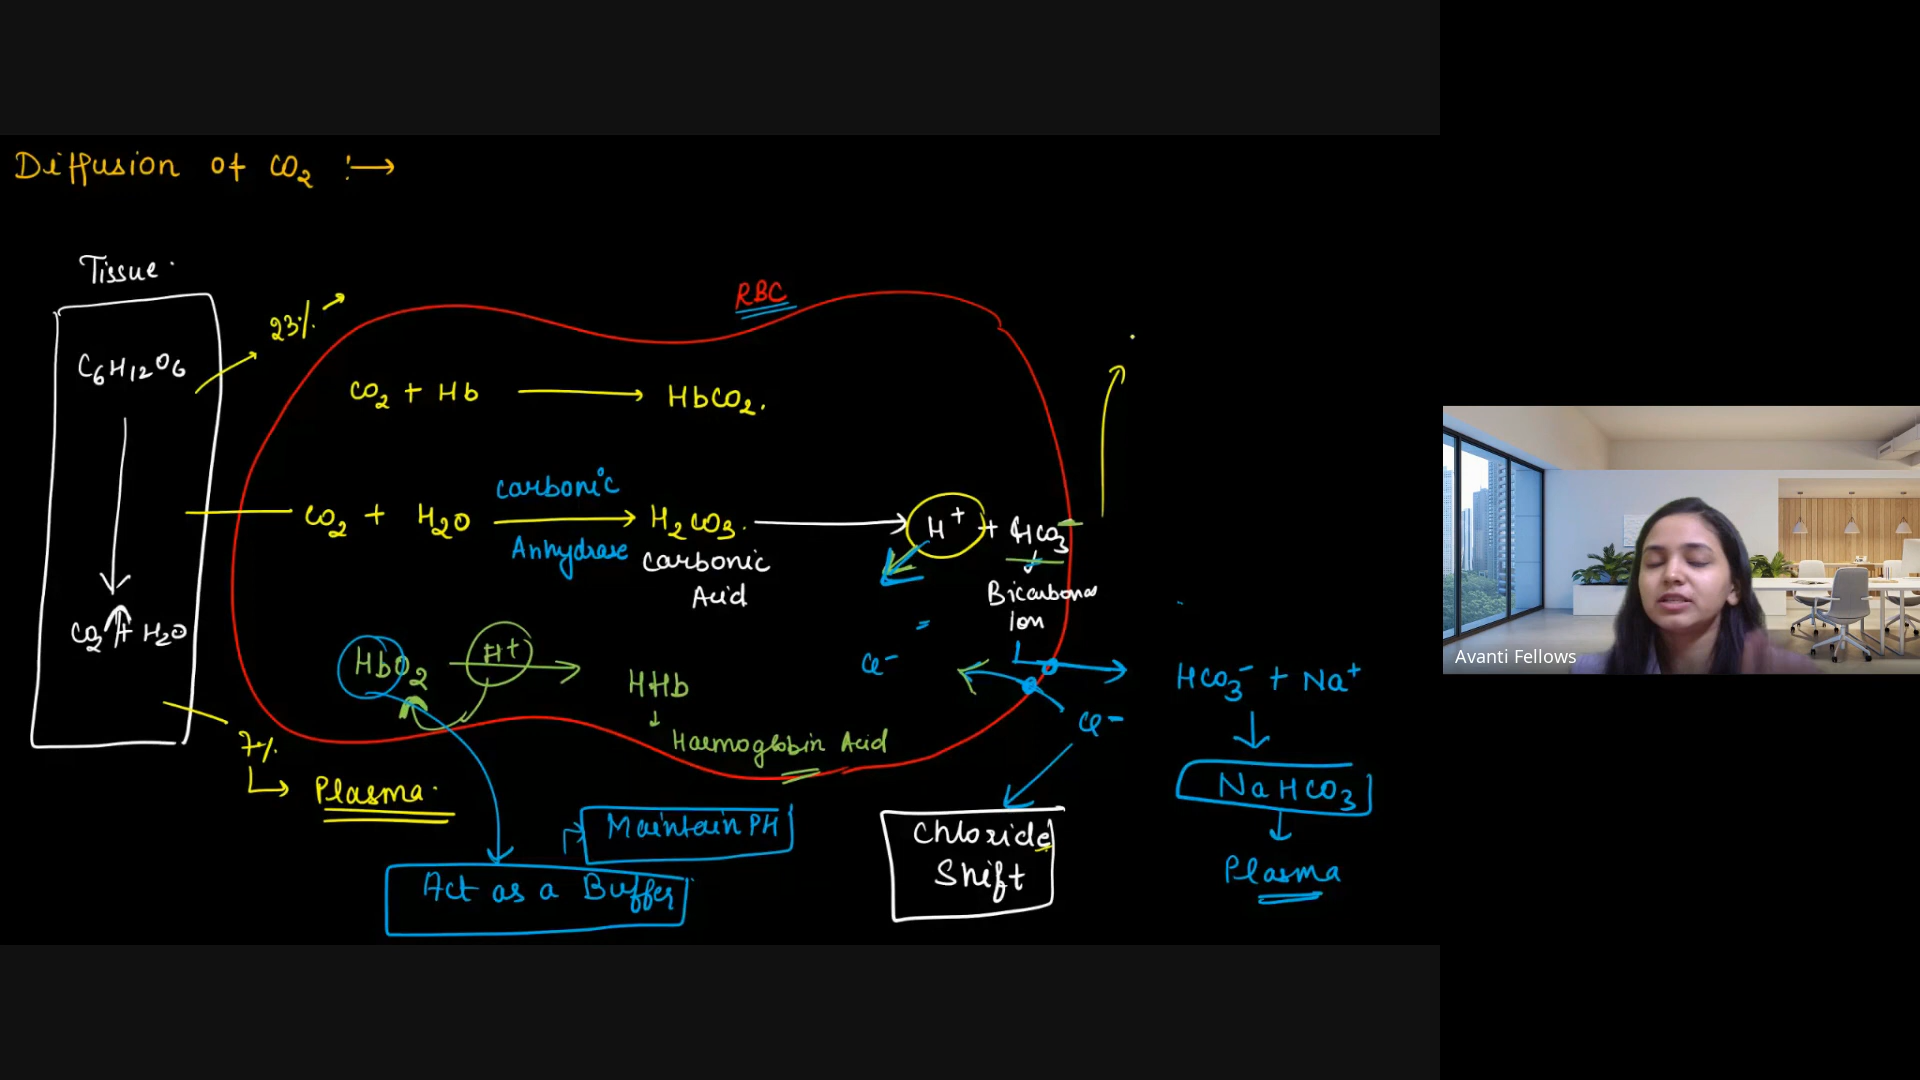 Diffusion of CO2 :→
Tissue.
C6H12O6
CO2 + H2O
23%
RBC
CO2 + Hb → HbCO2.
CO2 + H2O → H2CO3. → H+ + HCO3-
carbonic
Anhydrase
carbonic
Acid
Bicarbonate
Ion
HbO2 → HHb
H+
Haemoglobin Acid
Cl-
Cl-
HCO3- + Na+
NaHCO3
Plasma
7%
Plasma.
Maintain PH
Act as a Buffer
Chloride
Shift
Avanti Fellows